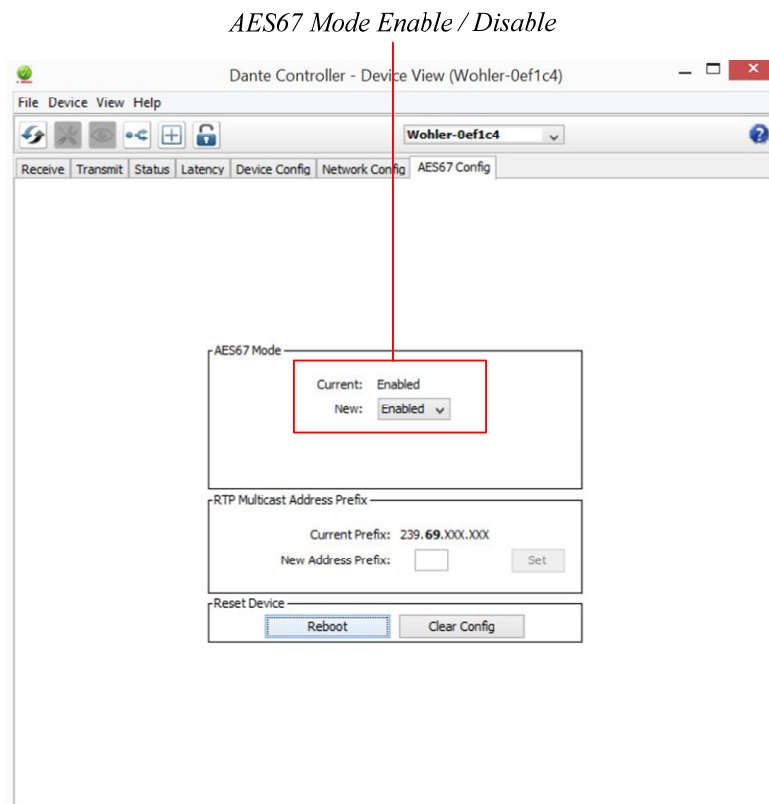 AES67 Mode Enable / Disable
Dante Controller - Device View (Wohler-0ef1c4)
File Device View Help
Wohler-0ef1c4
?
Receive Transmit Status Latency Device Config Network Config AES67 Config
AES67 Mode
Current: Enabled
New: Enabled
RTP Multicast Address Prefix
Current Prefix: 239.69.XXX.XXX
New Address Prefix: Set
Reset Device
Reboot Clear Config